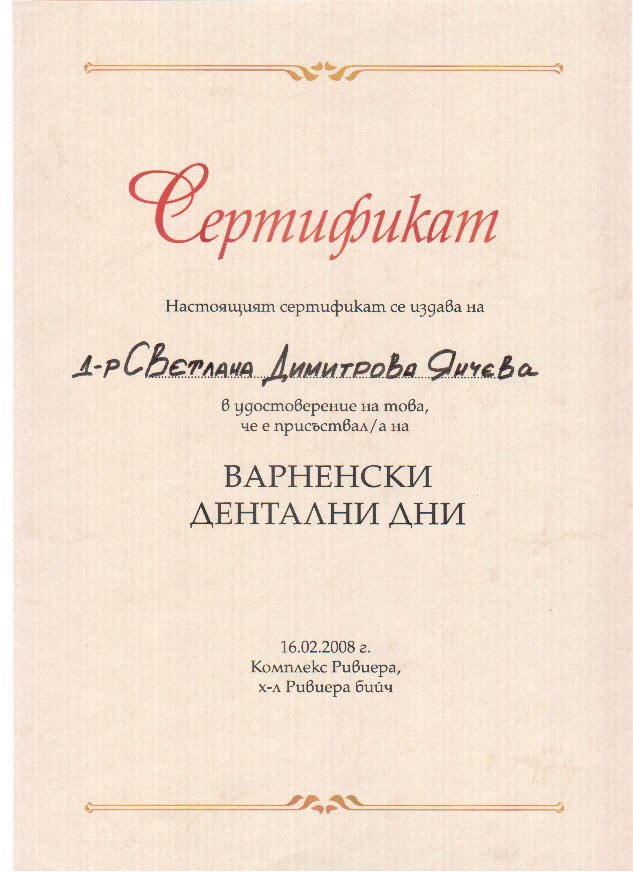 Сертификат
Настоящият сертификат се издава на
Д-р Светлана Димитрова Янчева
в удостоверение на това,
че е присъствал/а на
ВАРНЕНСКИ
ДЕНТАЛНИ ДНИ
16.02.2008 г.
Комплекс Ривиера,
х-л Ривиера бийч